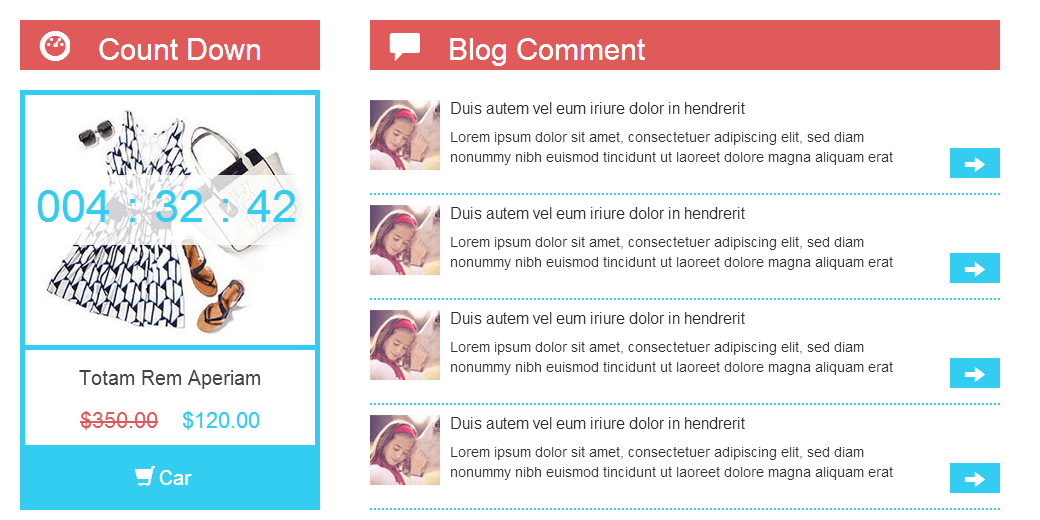 Count Down
004 : 32 : 42
Totam Rem Aperiam
$350.00 $120.00
Car
Blog Comment
Duis autem vel eum iriure dolor in hendrerit
Lorem ipsum dolor sit amet, consectetuer adipiscing elit, sed diam
nonummy nibh euismod tincidunt ut laoreet dolore magna aliquam erat
Duis autem vel eum iriure dolor in hendrerit
Lorem ipsum dolor sit amet, consectetuer adipiscing elit, sed diam
nonummy nibh euismod tincidunt ut laoreet dolore magna aliquam erat
Duis autem vel eum iriure dolor in hendrerit
Lorem ipsum dolor sit amet, consectetuer adipiscing elit, sed diam
nonummy nibh euismod tincidunt ut laoreet dolore magna aliquam erat
Duis autem vel eum iriure dolor in hendrerit
Lorem ipsum dolor sit amet, consectetuer adipiscing elit, sed diam
nonummy nibh euismod tincidunt ut laoreet dolore magna aliquam erat